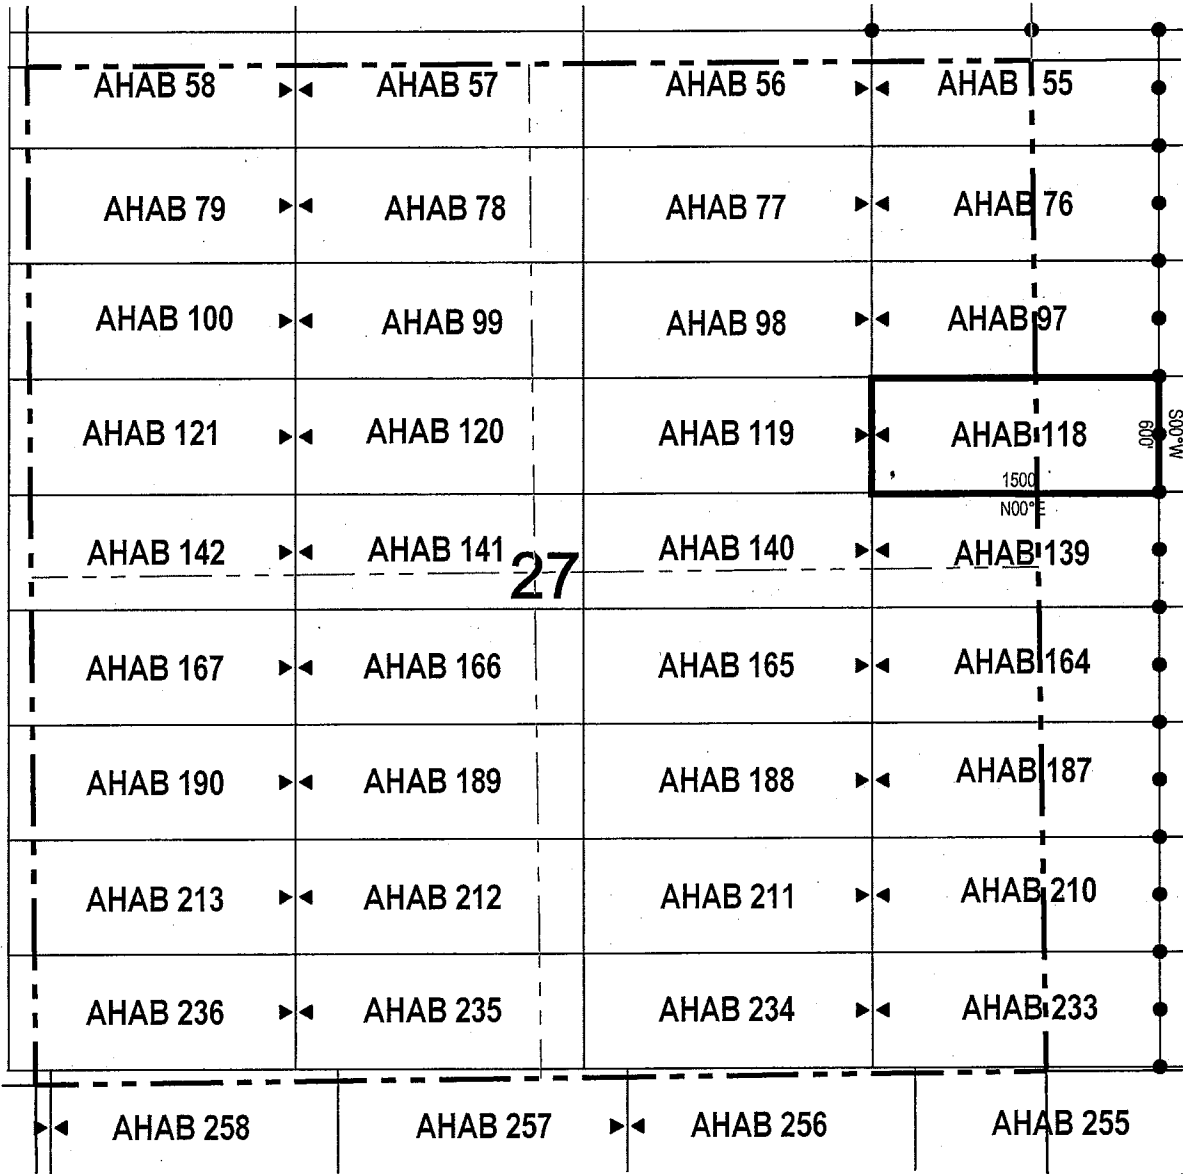 AHAB 58 AHAB 57 AHAB 56 AHAB 55
AHAB 79 AHAB 78 AHAB 77 AHAB 76
AHAB 100 AHAB 99 AHAB 98 AHAB 97
AHAB 121 AHAB 120 AHAB 119 AHAB 118 600' S00°W
1500
N00°E
AHAB 142 AHAB 141 AHAB 140 AHAB 139
27
AHAB 167 AHAB 166 AHAB 165 AHAB 164
AHAB 190 AHAB 189 AHAB 188 AHAB 187
AHAB 213 AHAB 212 AHAB 211 AHAB 210
AHAB 236 AHAB 235 AHAB 234 AHAB 233
AHAB 258 AHAB 257 AHAB 256 AHAB 255